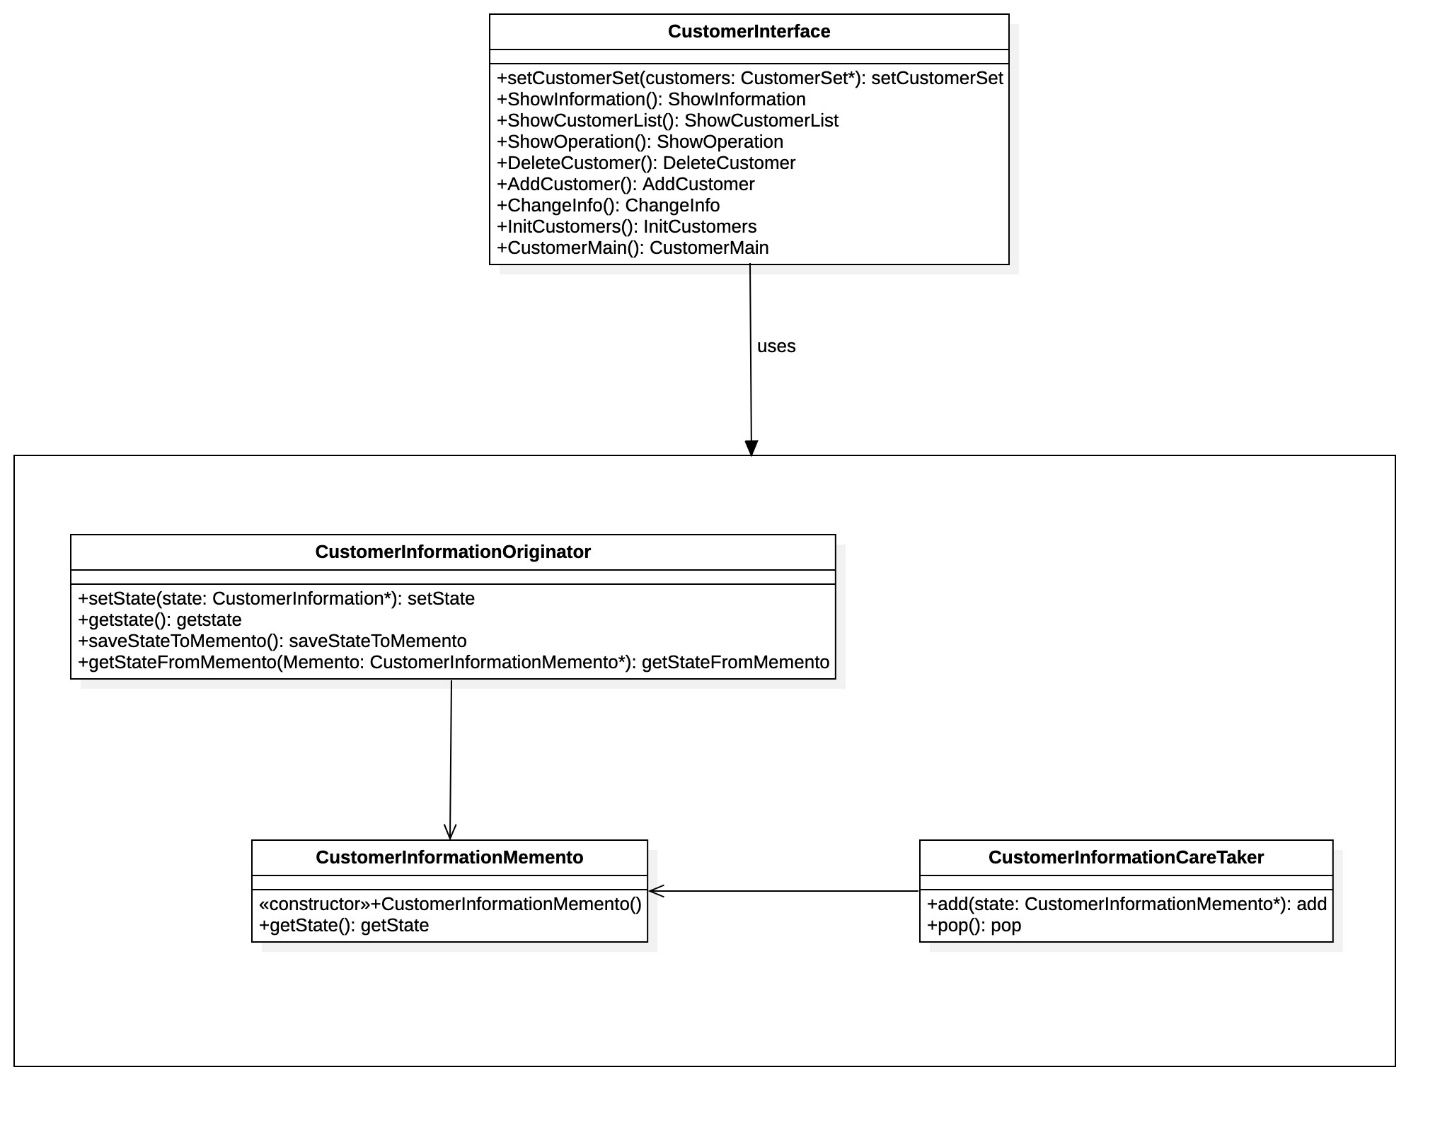 CustomerInterface
+setCustomerSet(customers: CustomerSet*): setCustomerSet
+ShowInformation(): ShowInformation
+ShowCustomerList(): ShowCustomerList
+ShowOperation(): ShowOperation
+DeleteCustomer(): DeleteCustomer
+AddCustomer(): AddCustomer
+ChangeInfo(): ChangeInfo
+InitCustomers(): InitCustomers
+CustomerMain(): CustomerMain
uses
CustomerInformationOriginator
+setState(state: CustomerInformation*): setState
+getstate(): getstate
+saveStateToMemento(): saveStateToMemento
+getStateFromMemento(Memento: CustomerInformationMemento*): getStateFromMemento
CustomerInformationMemento
«constructor»+CustomerInformationMemento()
+getState(): getState
CustomerInformationCareTaker
+add(state: CustomerInformationMemento*): add
+pop(): pop